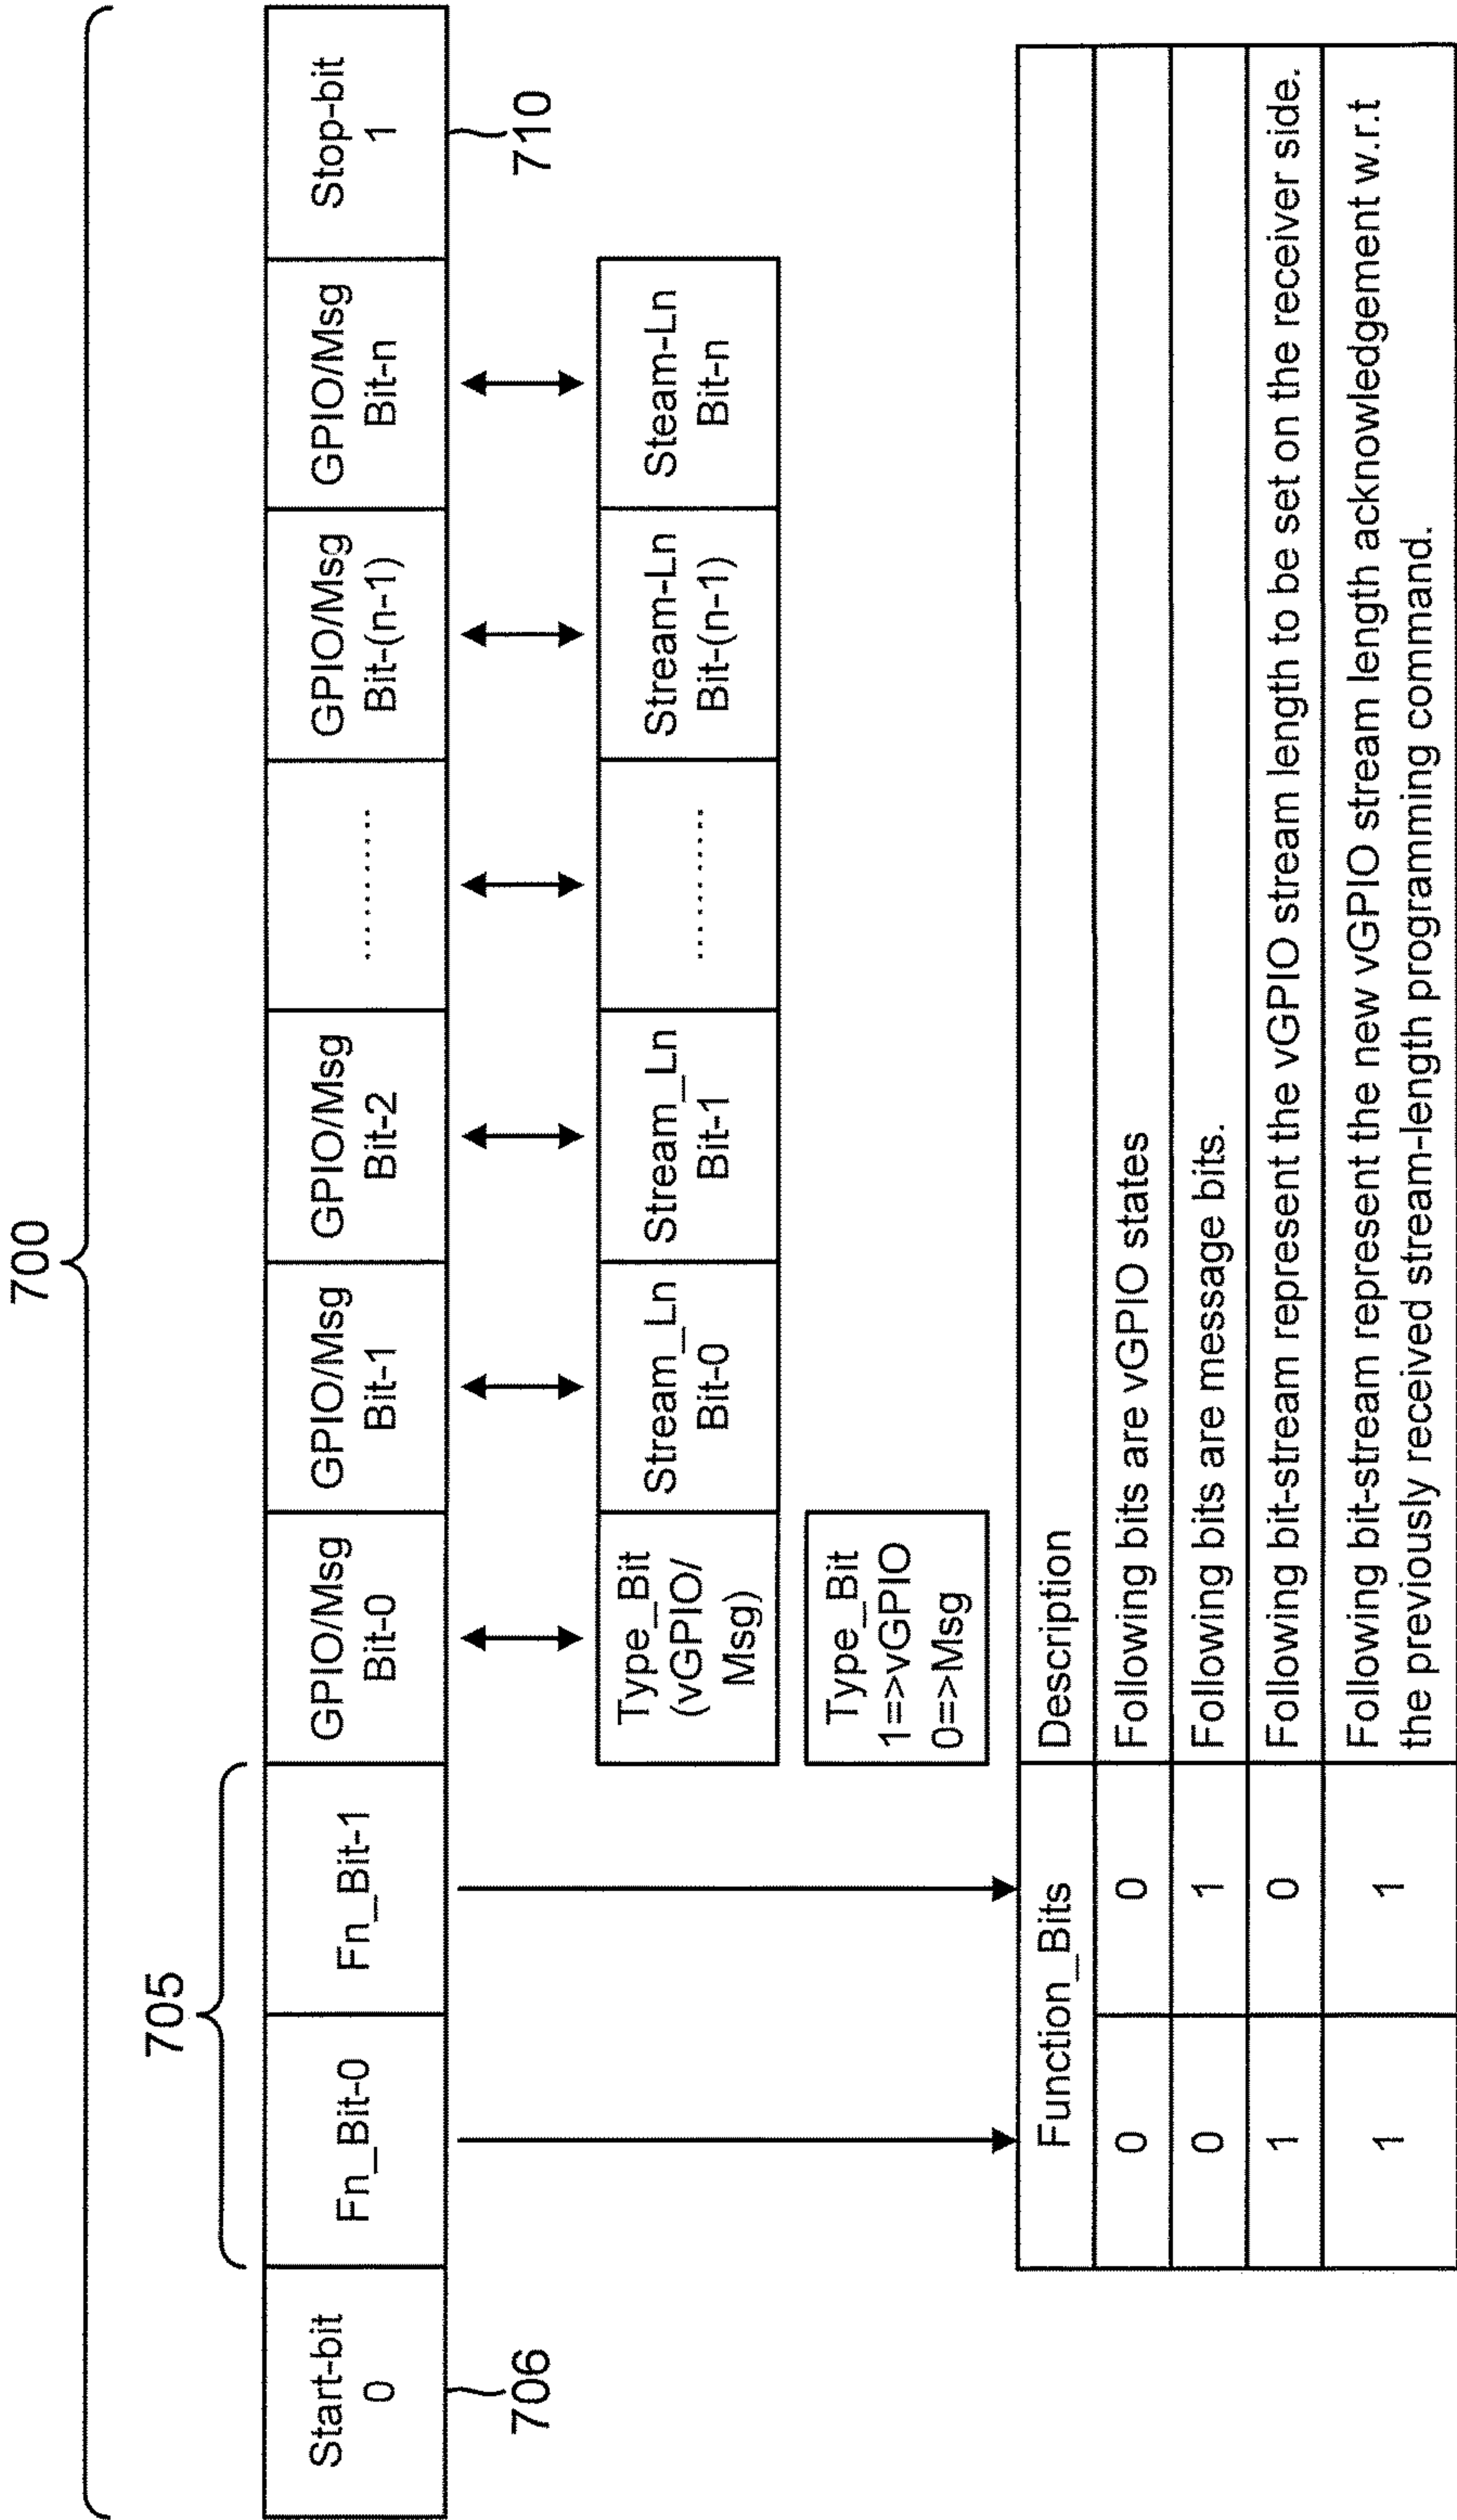 700
705
Start-bit
0
Fn_Bit-0
Fn_Bit-1
GPIO/Msg
Bit-0
GPIO/Msg
Bit-1
GPIO/Msg
Bit-2
.........
GPIO/Msg
Bit-(n-1)
GPIO/Msg
Bit-n
Stop-bit
1
706
710
Type_Bit
(vGPIO/
Msg)
Stream_Ln
Bit-0
Stream_Ln
Bit-1
.........
Stream-Ln
Bit-(n-1)
Steam-Ln
Bit-n
Type_Bit
1=>vGPIO
0=>Msg
Function_Bits Description
0 0 Following bits are vGPIO states
0 1 Following bits are message bits.
1 0 Following bit-stream represent the vGPIO stream length to be set on the receiver side.
1 1 Following bit-stream represent the new vGPIO stream length acknowledgement w.r.t
the previously received stream-length programming command.